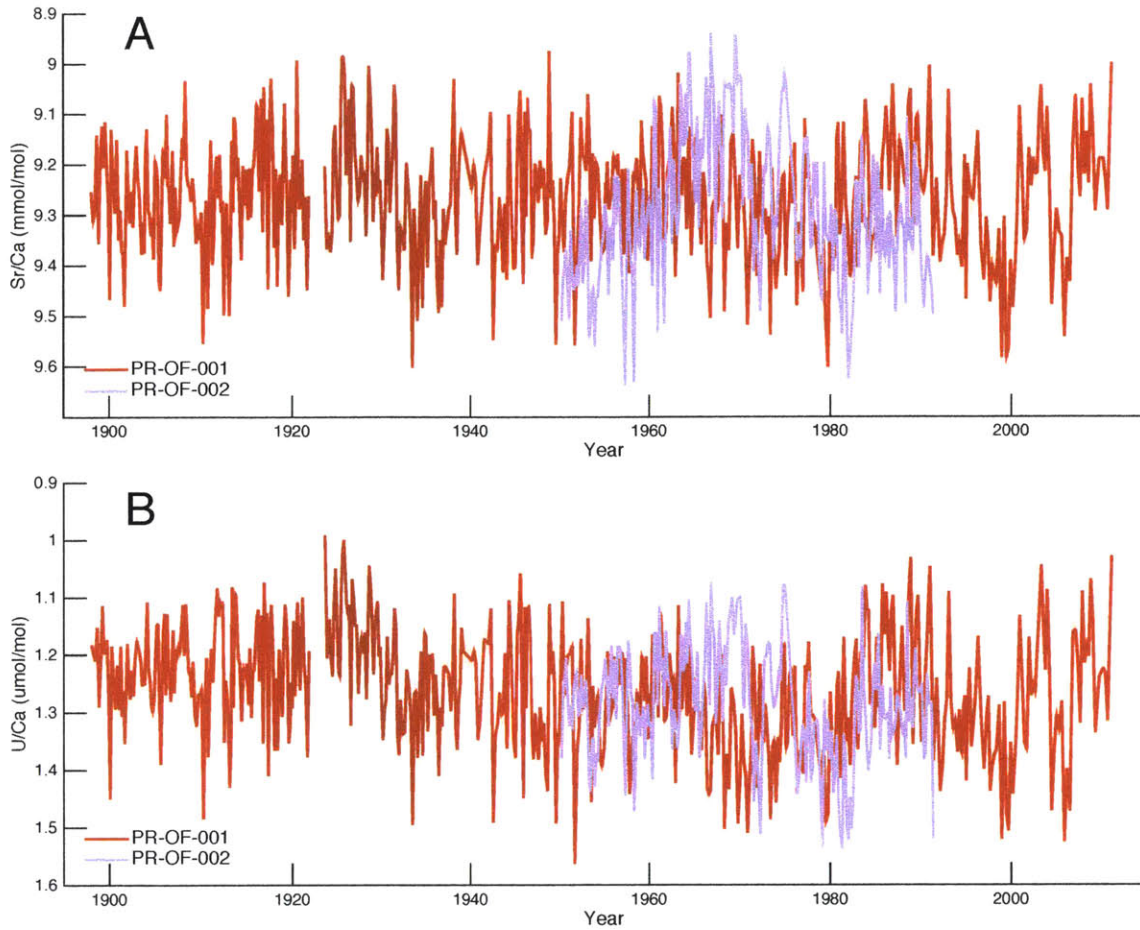 A
8.9
9
9.1
9.2
9.3
9.4
9.5
9.6
Sr/Ca (mmol/mol)
PR-OF-001
PR-OF-002
1900 1920 1940 1960 1980 2000
Year
B
0.9
1
1.1
1.2
1.3
1.4
1.5
1.6
U/Ca (umol/mol)
PR-OF-001
PR-OF-002
1900 1920 1940 1960 1980 2000
Year